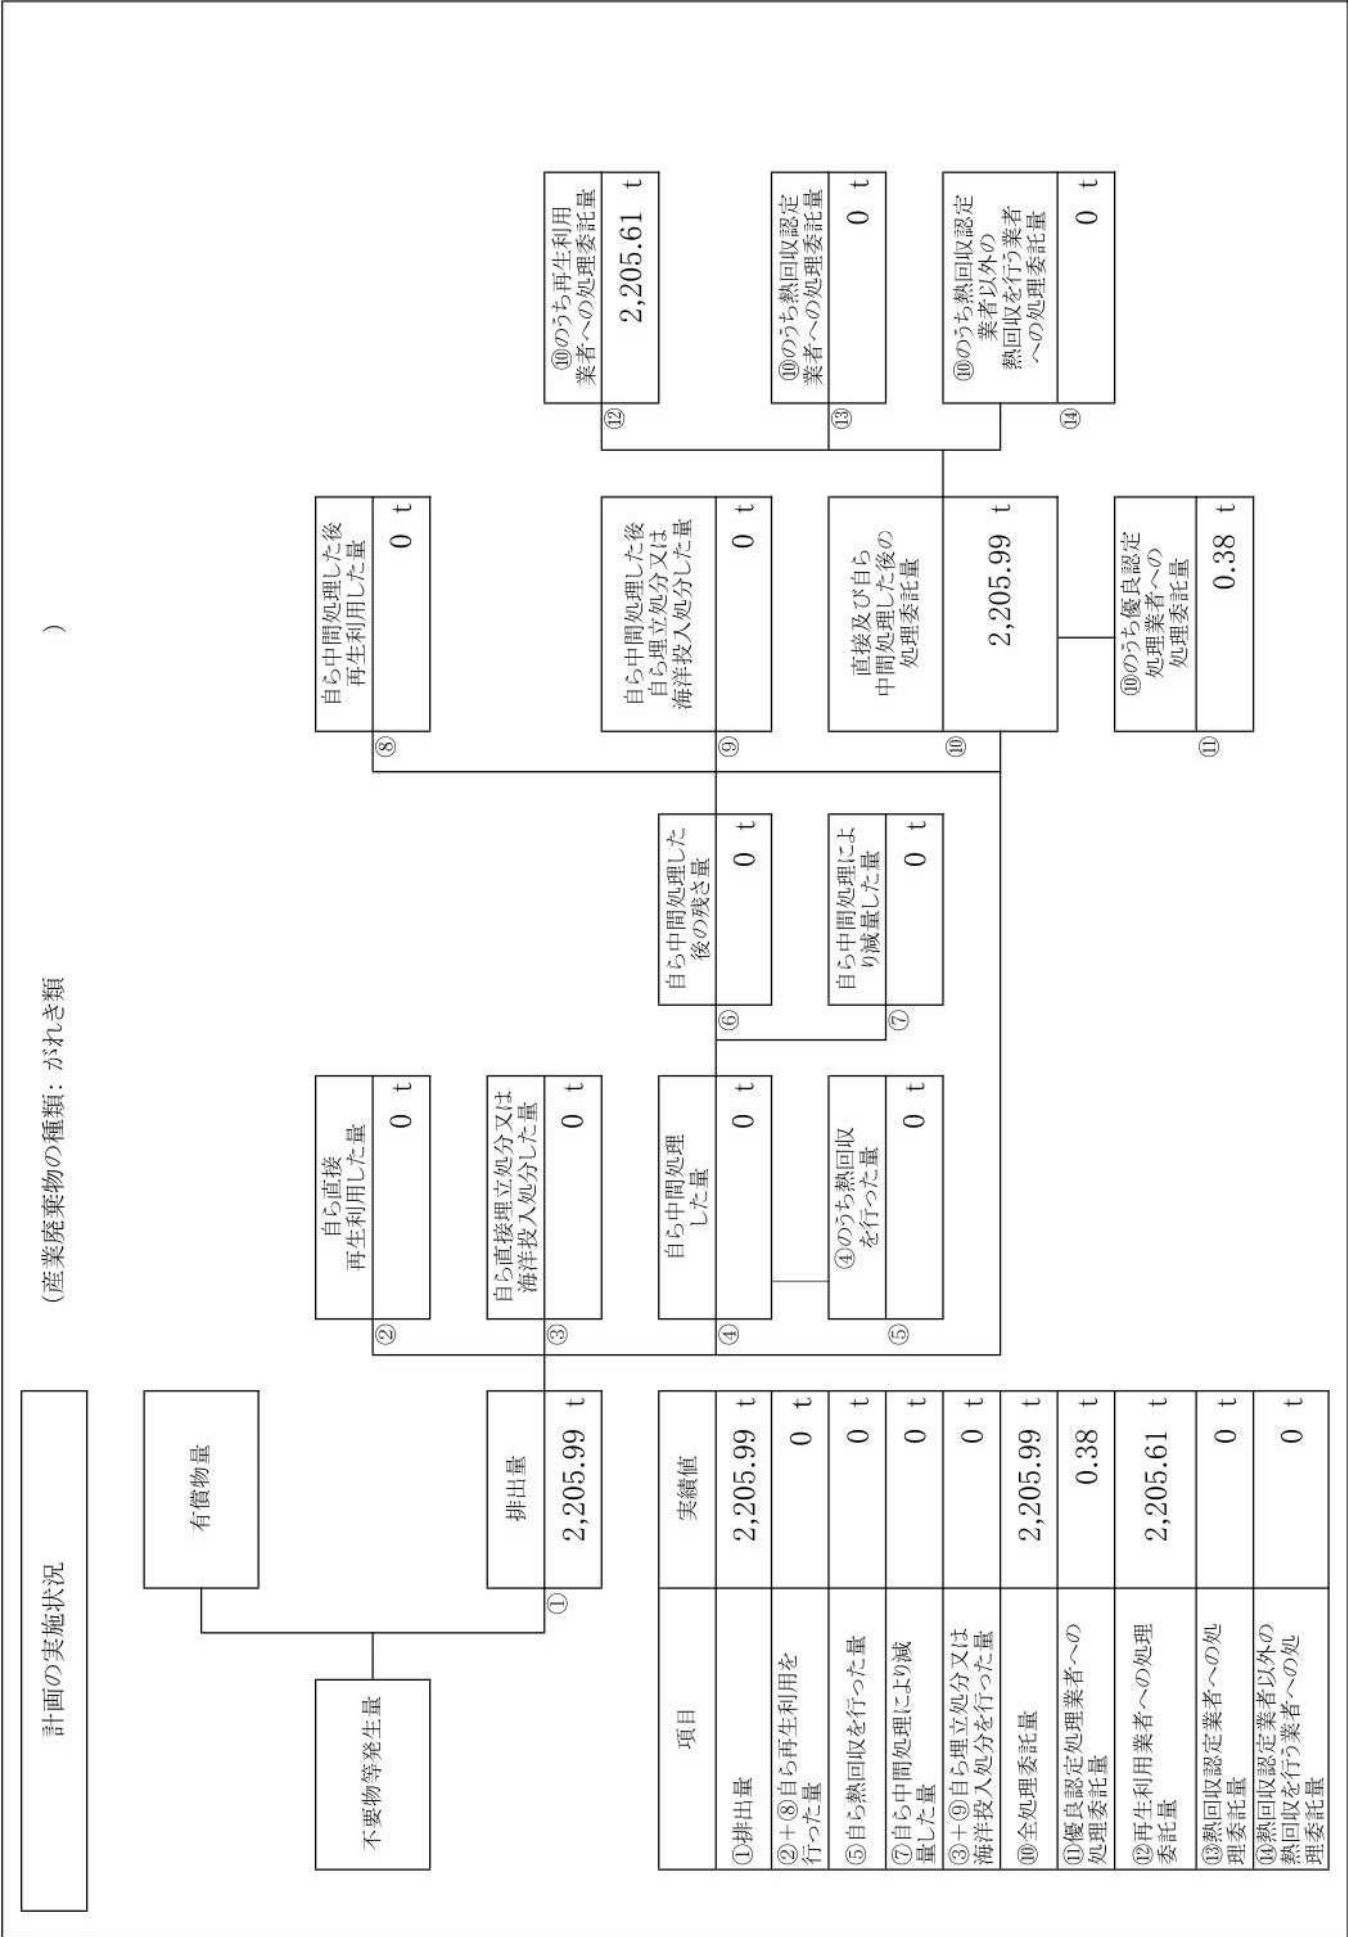 計画の実施状況
(産業廃棄物の種類：がれき類 )
不要物等発生量
有償物量
①
排出量
2,205.99 t
②
自ら直接
再生利用した量
0 t
③
自ら直接埋立処分又は
海洋投入処分した量
0 t
④
自ら中間処理
した量
0 t
⑤
④のうち熱回収
を行った量
0 t
⑥
自ら中間処理した
後の残さ量
0 t
⑦
自ら中間処理によ
り減量した量
0 t
⑧
自ら中間処理した後
再生利用した量
0 t
⑨
自ら中間処理した後
自ら埋立処分又は
海洋投入処分した量
0 t
⑩
直接及び自ら
中間処理した後の
処理委託量
2,205.99 t
⑪
⑩のうち優良認定
処理業者への
処理委託量
0.38 t
⑫
⑩のうち再生利用
業者への処理委託量
2,205.61 t
⑬
⑩のうち熱回収認定
業者への処理委託量
0 t
⑭
⑩のうち熱回収認定
業者以外の
熱回収を行う業者
への処理委託量
0 t
項目 実績値
①排出量 2,205.99 t
②+⑧自ら再生利用を
行った量 0 t
⑤自ら熱回収を行った量 0 t
⑦自ら中間処理により減
量した量 0 t
③+⑨自ら埋立処分又は
海洋投入処分を行った量 0 t
⑩全処理委託量 2,205.99 t
⑪優良認定処理業者への
処理委託量 0.38 t
⑫再生利用業者への処理
委託量 2,205.61 t
⑬熱回収認定業者への処
理委託量 0 t
⑭熱回収認定業者以外の
熱回収を行う業者への処
理委託量 0 t